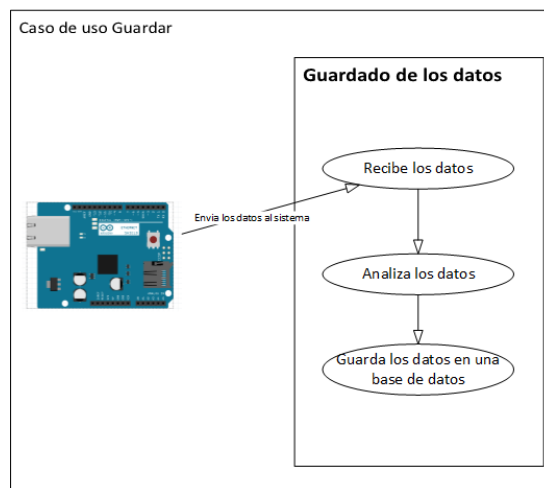 Caso de uso Guardar
Guardado de los datos
Recibe los datos
Envia los datos al sistema
Analiza los datos
Guarda los datos en una
base de datos